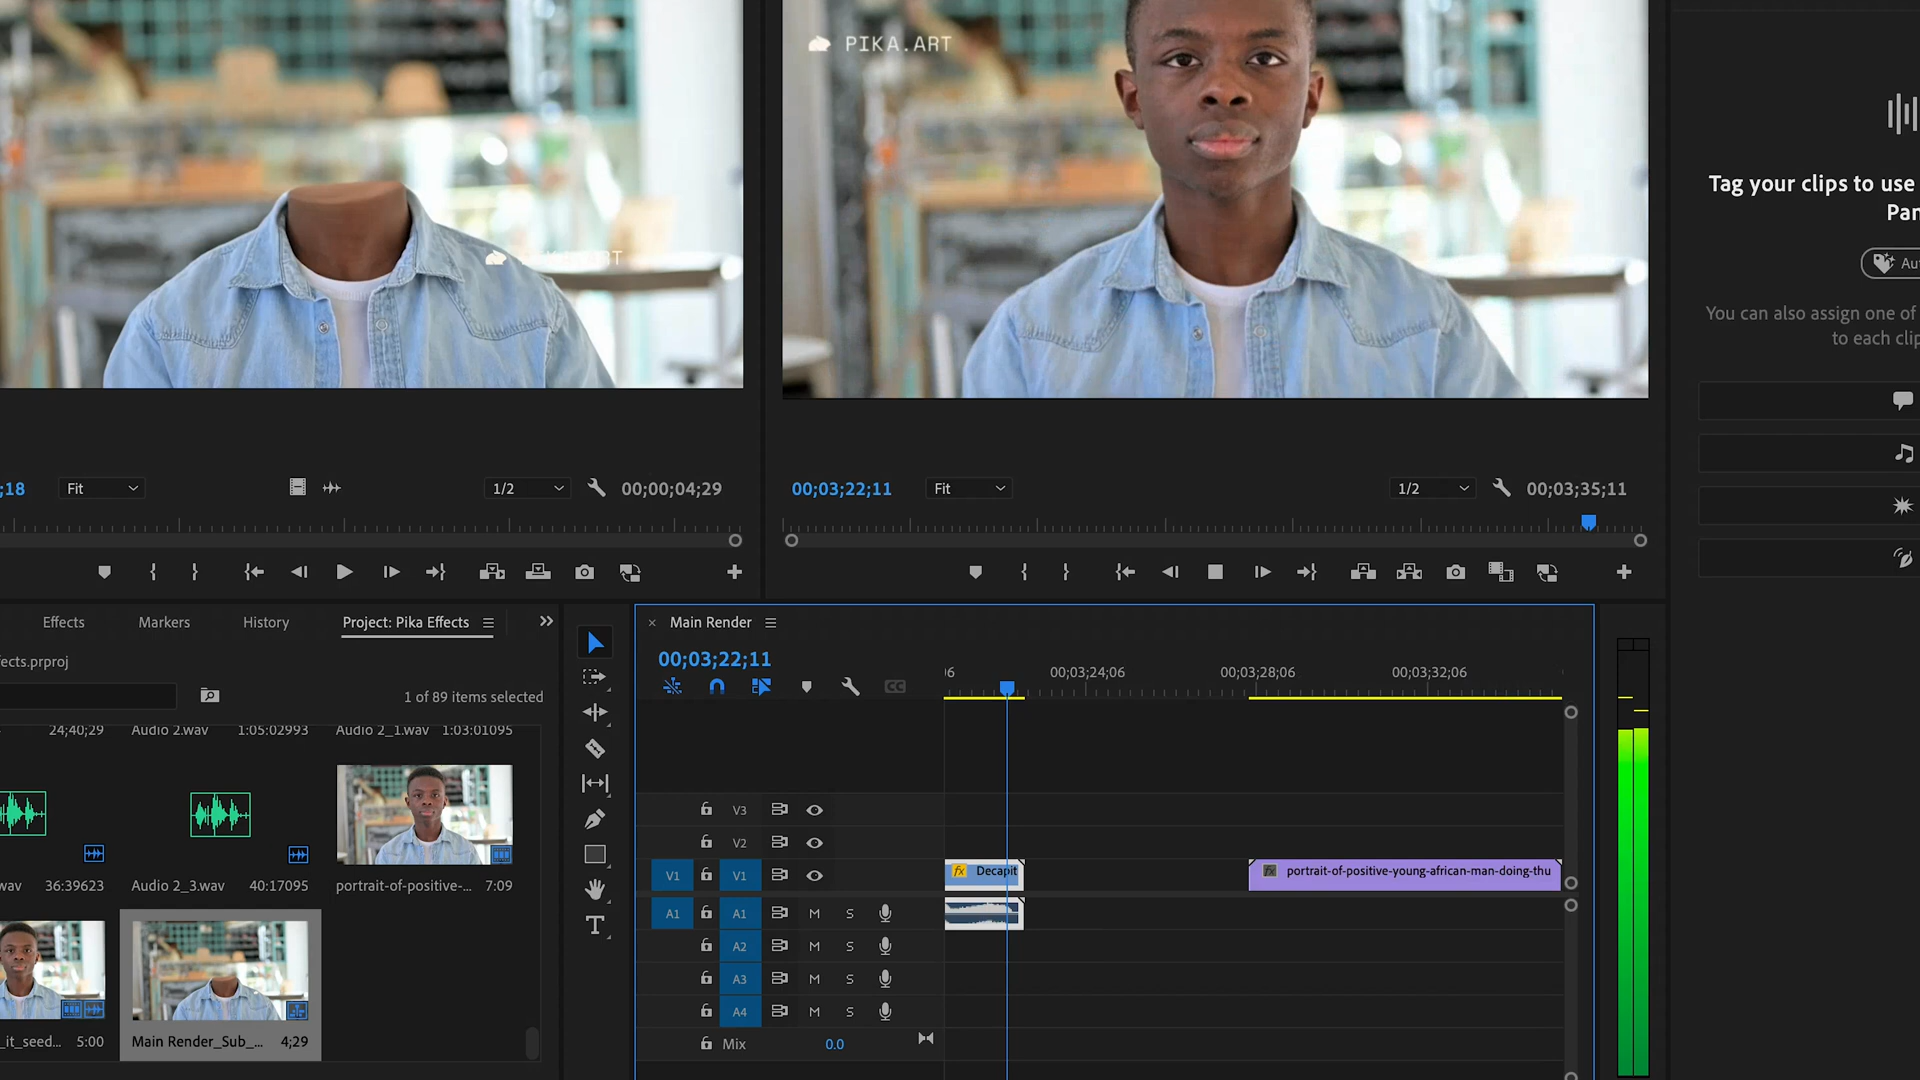 PIKA.ART
Tag your clips to use
Pan
Aut
You can also assign one of
to each clip
;18
Fit
1/2
00;00;04;29
00;03;22;11
Fit
1/2
00;03;35;11
Effects
Markers
History
Project: Pika Effects
ects.prproj
1 of 89 items selected
24;40;29
Audio 2.wav
1:05:02993
Audio 2_1.wav
1:03:01095
wav
36:39623
Audio 2_3.wav
40:17095
portrait-of-positive-...
7:09
_it_seed...
5:00
Main Render_Sub_...
4;29
Main Render
00;03;22;11
06
00;03;24;06
00;03;28;06
00;03;32;06
V3
V2
V1
V1
Decapit
portrait-of-positive-young-african-man-doing-thu
A1
A1
M
S
A2
M
S
A3
M
S
A4
M
S
Mix
0.0